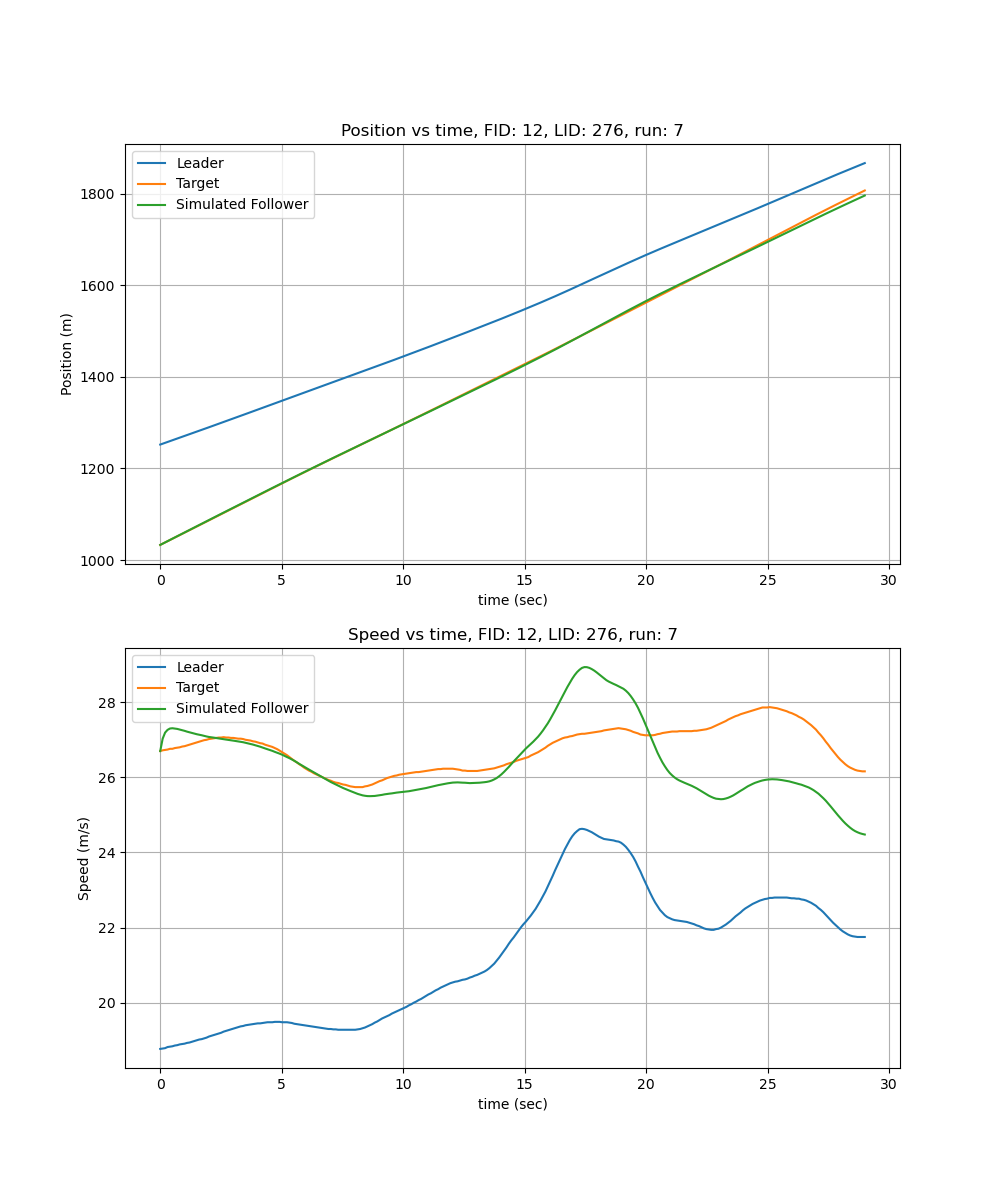 Position vs time, FID: 12, LID: 276, run: 7
Leader
Target
Simulated Follower
Position (m)
1800
1600
1400
1200
1000
0 5 10 15 20 25 30
time (sec)
Speed vs time, FID: 12, LID: 276, run: 7
Leader
Target
Simulated Follower
Speed (m/s)
28
26
24
22
20
0 5 10 15 20 25 30
time (sec)